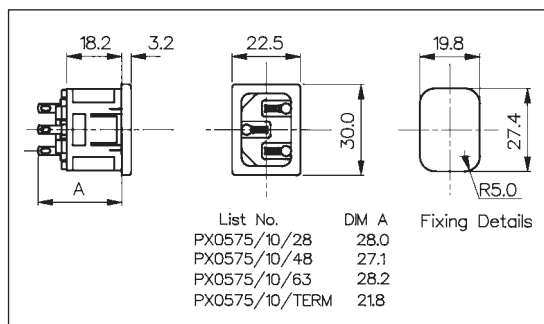 18.2
3.2
22.5
19.8
30.0
27.4
R5.0
A
Fixing Details
List No. DIM A
PX0575/10/28 28.0
PX0575/10/48 27.1
PX0575/10/63 28.2
PX0575/10/TERM 21.8